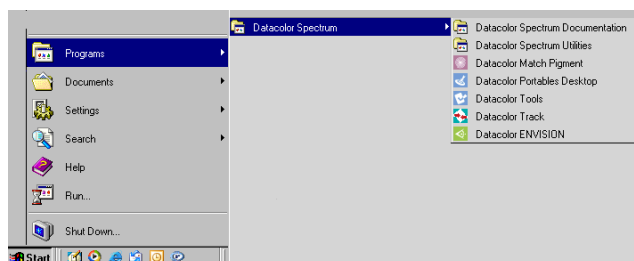 Programs
Documents
Settings
Search
Help
Run...
Shut Down...
Start
Datacolor Spectrum
Datacolor Spectrum Documentation
Datacolor Spectrum Utilities
Datacolor Match Pigment
Datacolor Portables Desktop
Datacolor Tools
Datacolor Track
Datacolor ENVISION